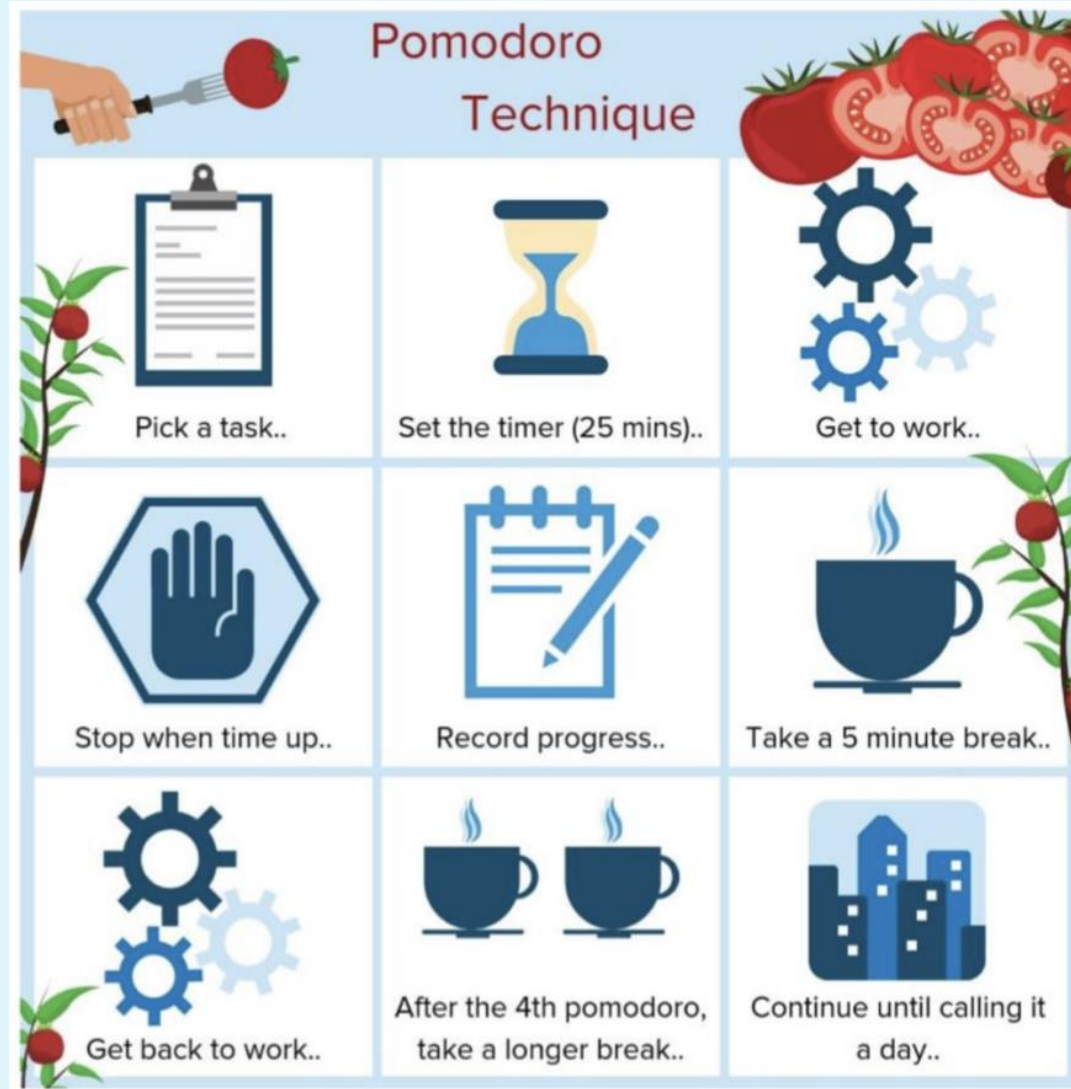 Pomodoro
Technique
Pick a task..
Set the timer (25 mins)..
Get to work..
Stop when time up..
Record progress..
Take a 5 minute break..
Get back to work..
After the 4th pomodoro,
take a longer break..
Continue until calling it
a day..